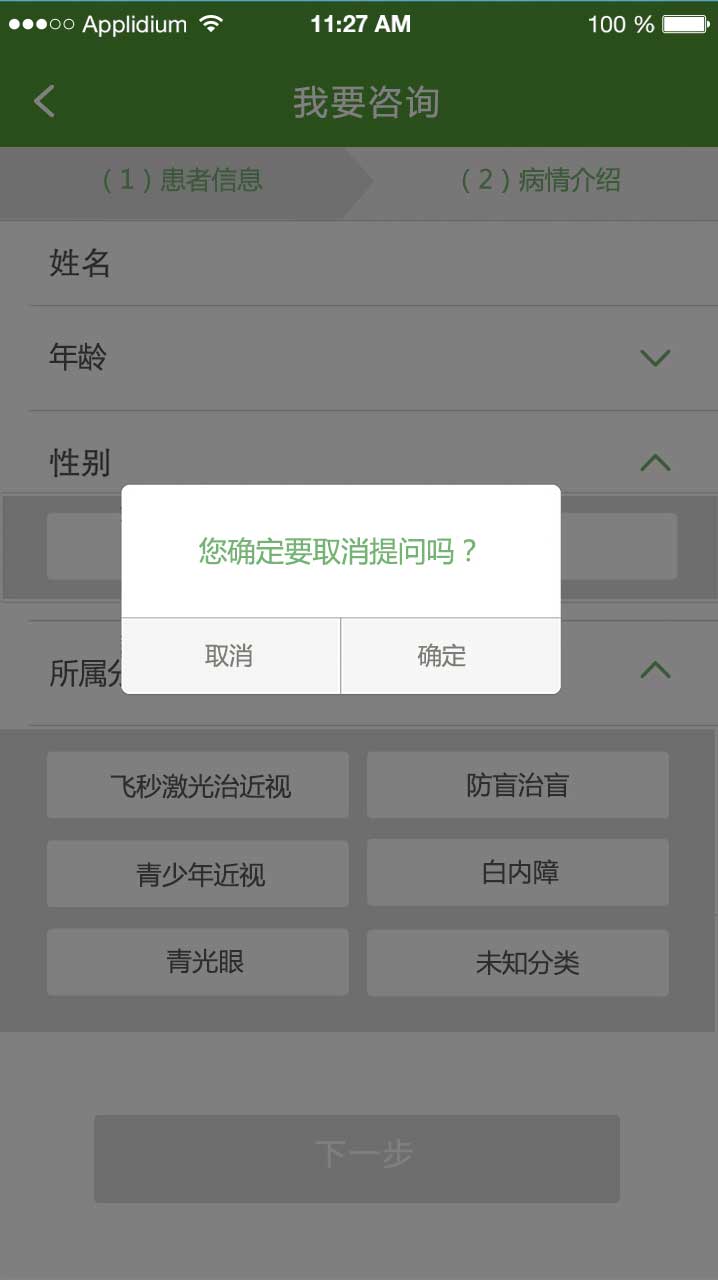 Applidium 11:27 AM 100 %
我要咨询
（1）患者信息 （2）病情介绍
姓名
年龄
性别
您确定要取消提问吗？
取消 确定
所属
飞秒激光治近视 防盲治盲
青少年近视 白内障
青光眼 未知分类
下一步